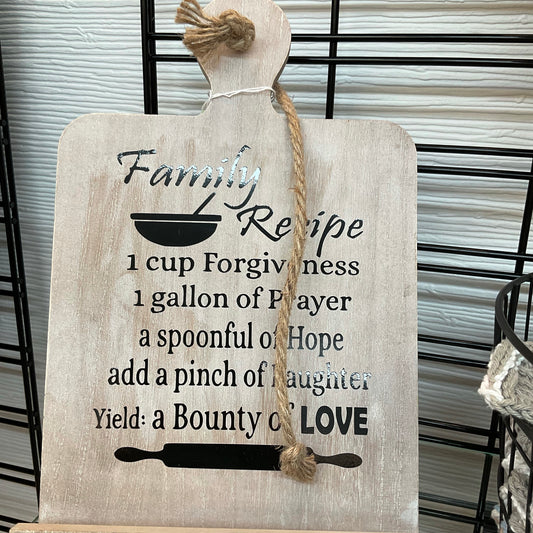 Family
Recipe
1 cup Forgiveness
1 gallon of Prayer
a spoonful of Hope
add a pinch of Laughter
Yield: a Bounty of LOVE